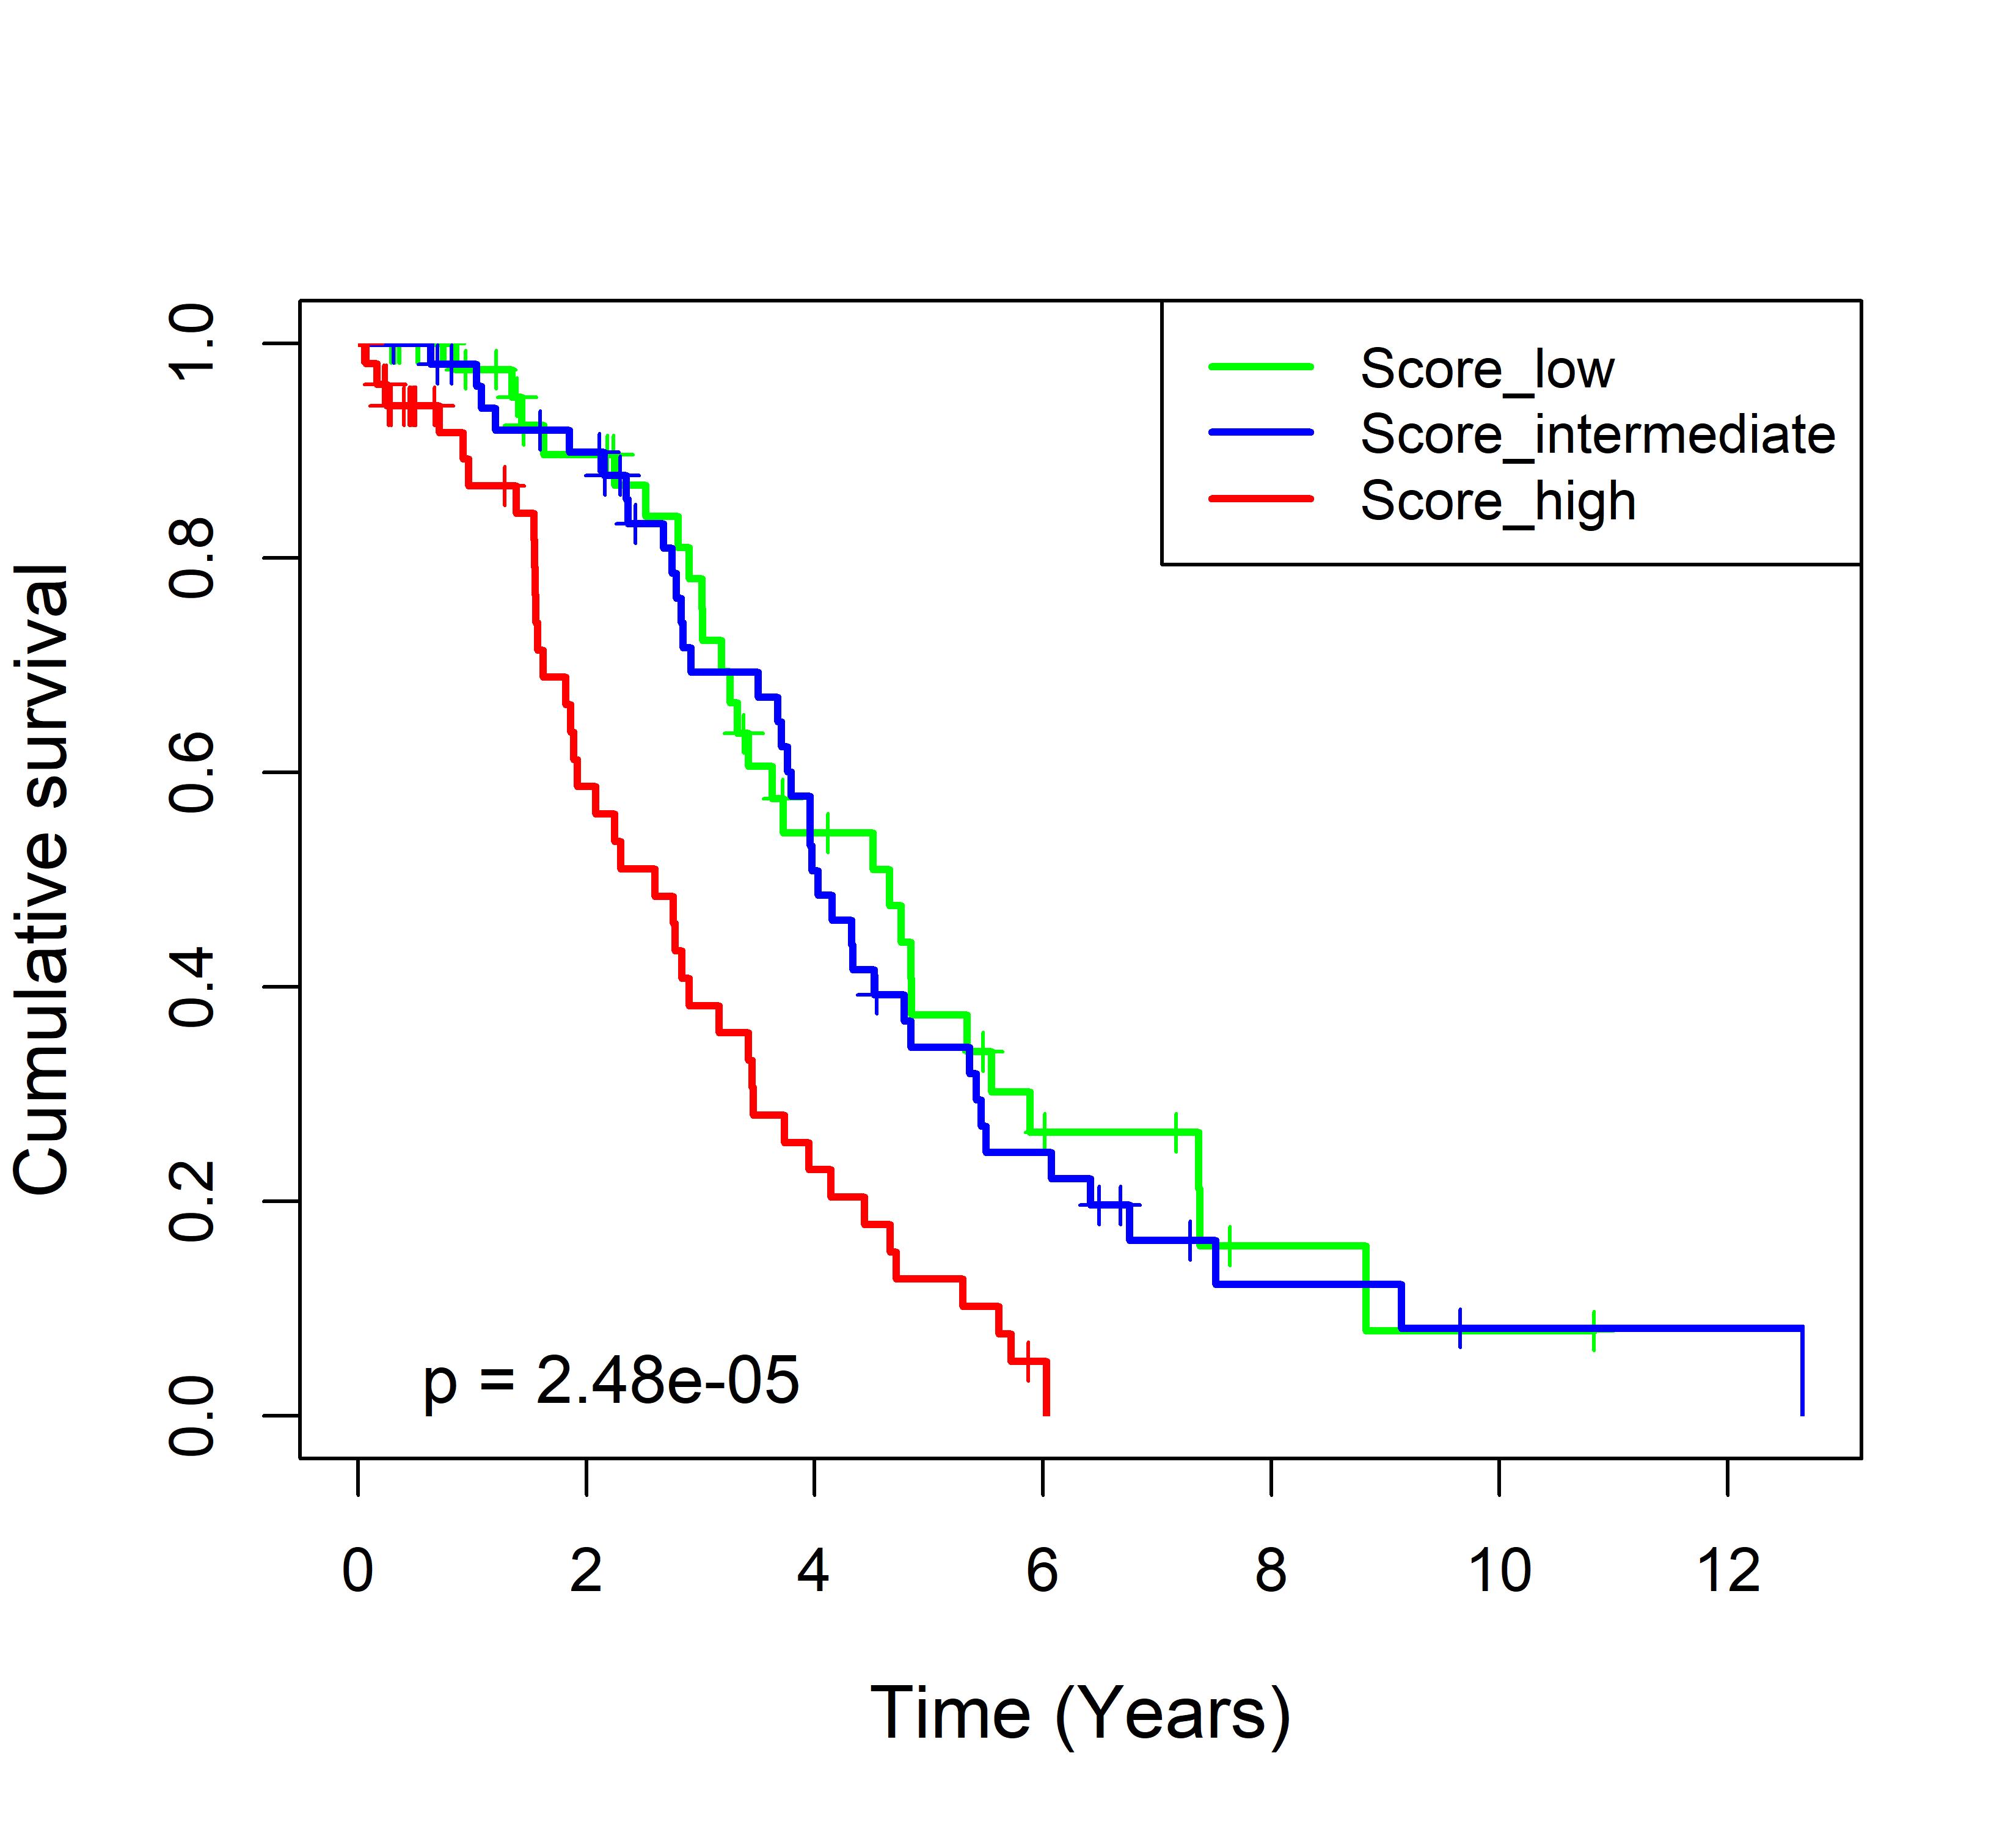 Score_low
Score_intermediate
Score_high
Cumulative survival
1.0
0.8
0.6
0.4
0.2
0.0
p = 2.48e-05
0 2 4 6 8 10 12
Time (Years)